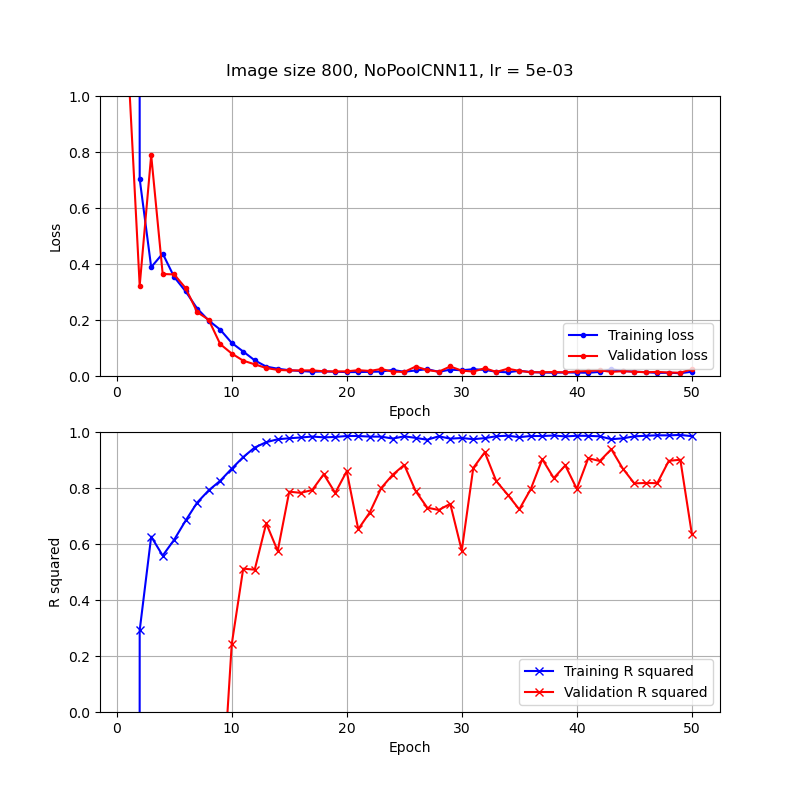 Image size 800, NoPoolCNN11, lr = 5e-03
1.0
0.8
0.6
0.4
0.2
0.0
Loss
0 10 20 30 40 50
Epoch
Training loss
Validation loss
1.0
0.8
0.6
0.4
0.2
0.0
R squared
0 10 20 30 40 50
Epoch
Training R squared
Validation R squared